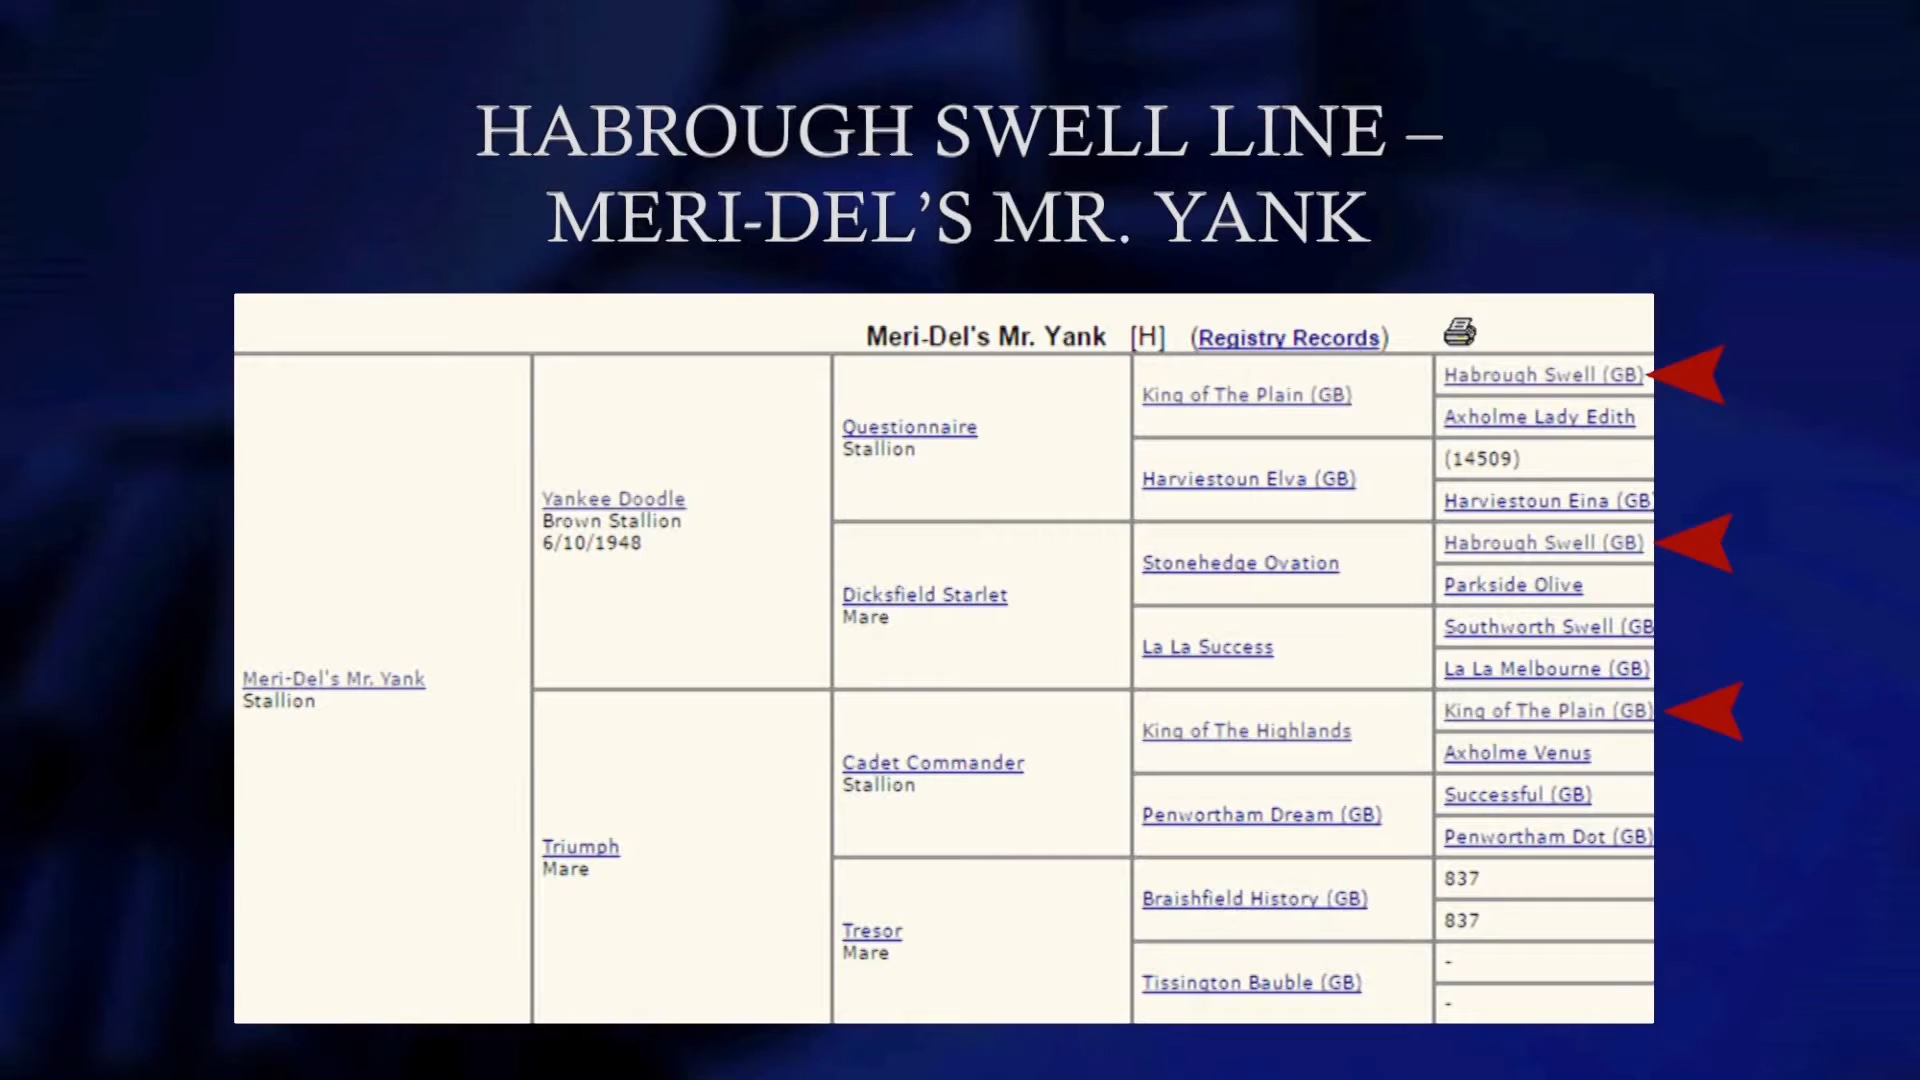 HABROUGH SWELL LINE –
MERI-DEL’S MR. YANK
Meri-Del's Mr. Yank [H] (Registry Records)
Meri-Del's Mr. Yank
Stallion
Yankee Doodle
Brown Stallion
6/10/1948
Triumph
Mare
Questionnaire
Stallion
Dicksfield Starlet
Mare
Cadet Commander
Stallion
Tresor
Mare
King of The Plain (GB)
Harviestoun Elva (GB)
Stonehedge Ovation
La La Success
King of The Highlands
Penwortham Dream (GB)
Braishfield History (GB)
Tissington Bauble (GB)
Habrough Swell (GB)
Axholme Lady Edith
(14509)
Harviestoun Eina (GB)
Habrough Swell (GB)
Parkside Olive
Southworth Swell (GB
La La Melbourne (GB)
King of The Plain (GB)
Axholme Venus
Successful (GB)
Penwortham Dot (GB)
837
837
-
-